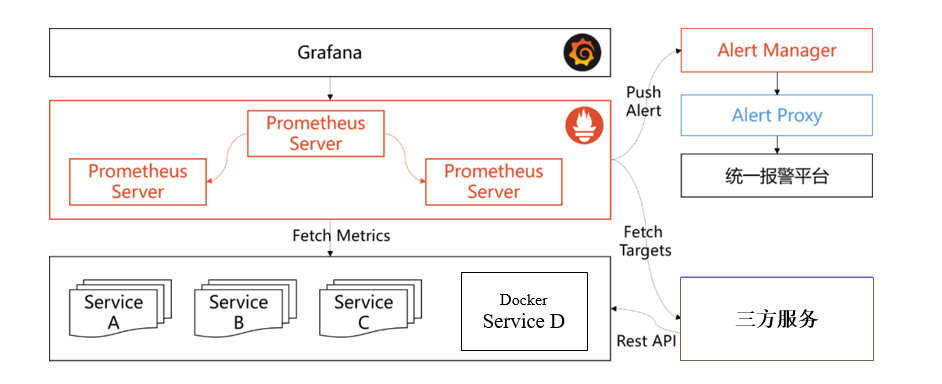 Grafana
Prometheus
Server
Prometheus
Server
Prometheus
Server
Fetch Metrics
Service
A
Service
B
Service
C
Docker
Service D
Push
Alert
Alert Manager
Alert Proxy
统一报警平台
Fetch
Targets
Rest API
三方服务